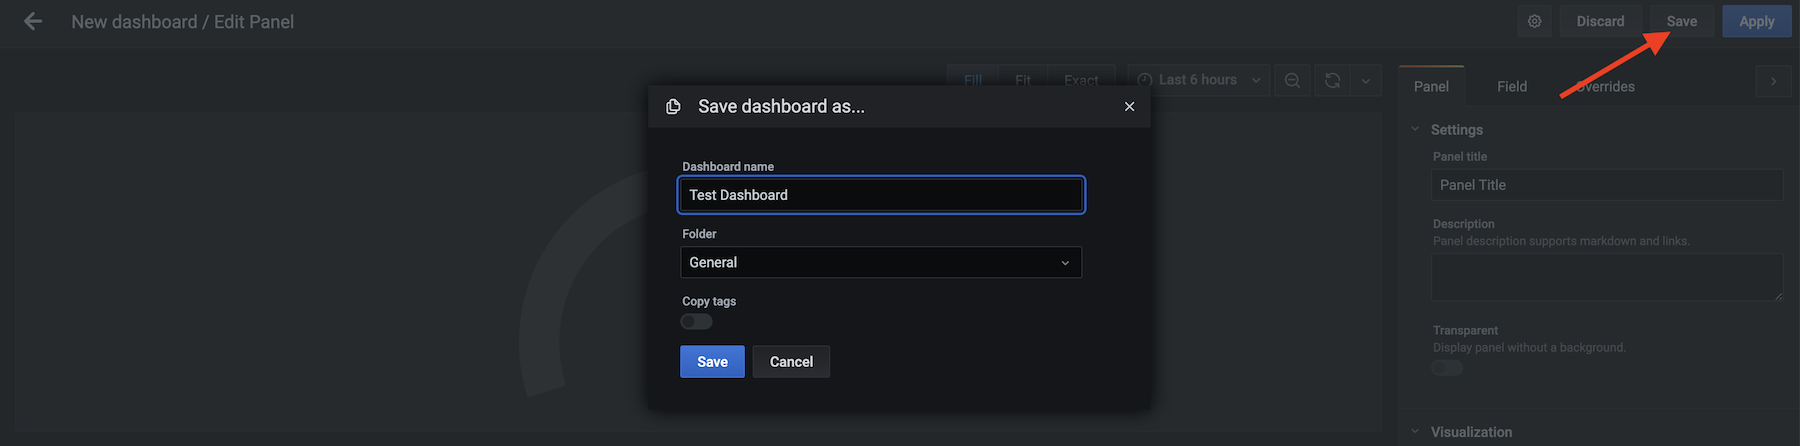 New dashboard / Edit Panel
Discard
Save
Apply
Fill
Fit
Exact
Last 6 hours
Panel
Field
Overrides
Save dashboard as...
Dashboard name
Test Dashboard
Folder
General
Copy tags
Save
Cancel
Settings
Panel title
Panel Title
Description
Panel description supports markdown and links.
Transparent
Display panel without a background.
Visualization